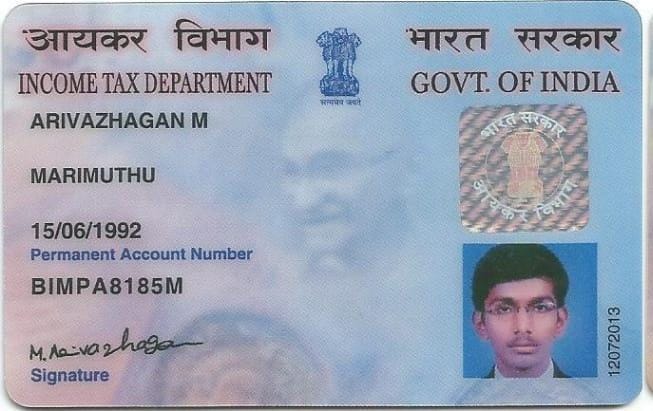 आयकर विभाग
भारत सरकार
INCOME TAX DEPARTMENT
GOVT. OF INDIA
सत्यमेव जयते
ARIVAZHAGAN M
भारत सरकार
आयकर विभाग
MARIMUTHU
15/06/1992
Permanent Account Number
BIMPA8185M
M. Arivazhagan
Signature
12072013